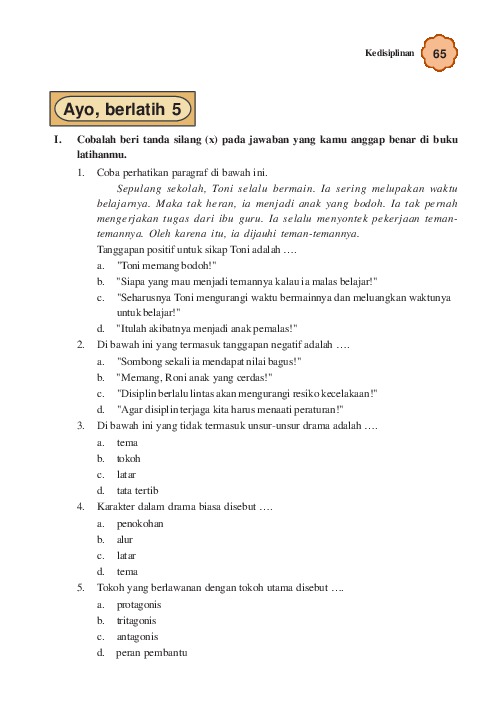 Kedisiplinan 65
Ayo, berlatih 5
I. Cobalah beri tanda silang (x) pada jawaban yang kamu anggap benar di buku
latihanmu.
1. Coba perhatikan paragraf di bawah ini.
Sepulang sekolah, Toni selalu bermain. Ia sering melupakan waktu
belajarnya. Maka tak heran, ia menjadi anak yang bodoh. Ia tak pernah
mengerjakan tugas dari ibu guru. Ia selalu menyontek pekerjaan teman-
temannya. Oleh karena itu, ia dijauhi teman-temannya.
Tanggapan positif untuk sikap Toni adalah ....
a. "Toni memang bodoh!"
b. "Siapa yang mau menjadi temannya kalau ia malas belajar!"
c. "Seharusnya Toni mengurangi waktu bermainnya dan meluangkan waktunya
untuk belajar!"
d. "Itulah akibatnya menjadi anak pemalas!"
2. Di bawah ini yang termasuk tanggapan negatif adalah ....
a. "Sombong sekali ia mendapat nilai bagus!"
b. "Memang, Roni anak yang cerdas!"
c. "Disiplin berlalu lintas akan mengurangi resiko kecelakaan!"
d. "Agar disiplin terjaga kita harus menaati peraturan!"
3. Di bawah ini yang tidak termasuk unsur-unsur drama adalah ....
a. tema
b. tokoh
c. latar
d. tata tertib
4. Karakter dalam drama biasa disebut ....
a. penokohan
b. alur
c. latar
d. tema
5. Tokoh yang berlawanan dengan tokoh utama disebut ....
a. protagonis
b. tritagonis
c. antagonis
d. peran pembantu